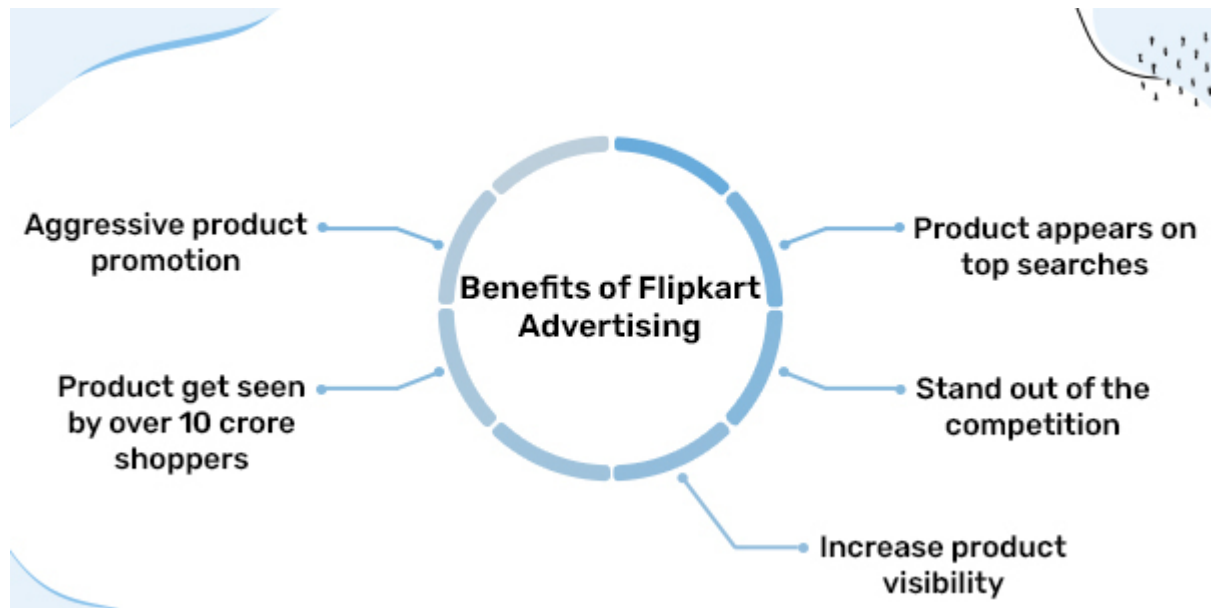 Benefits of Flipkart
Advertising
Aggressive product
promotion
Product get seen
by over 10 crore
shoppers
Product appears on
top searches
Stand out of the
competition
Increase product
visibility